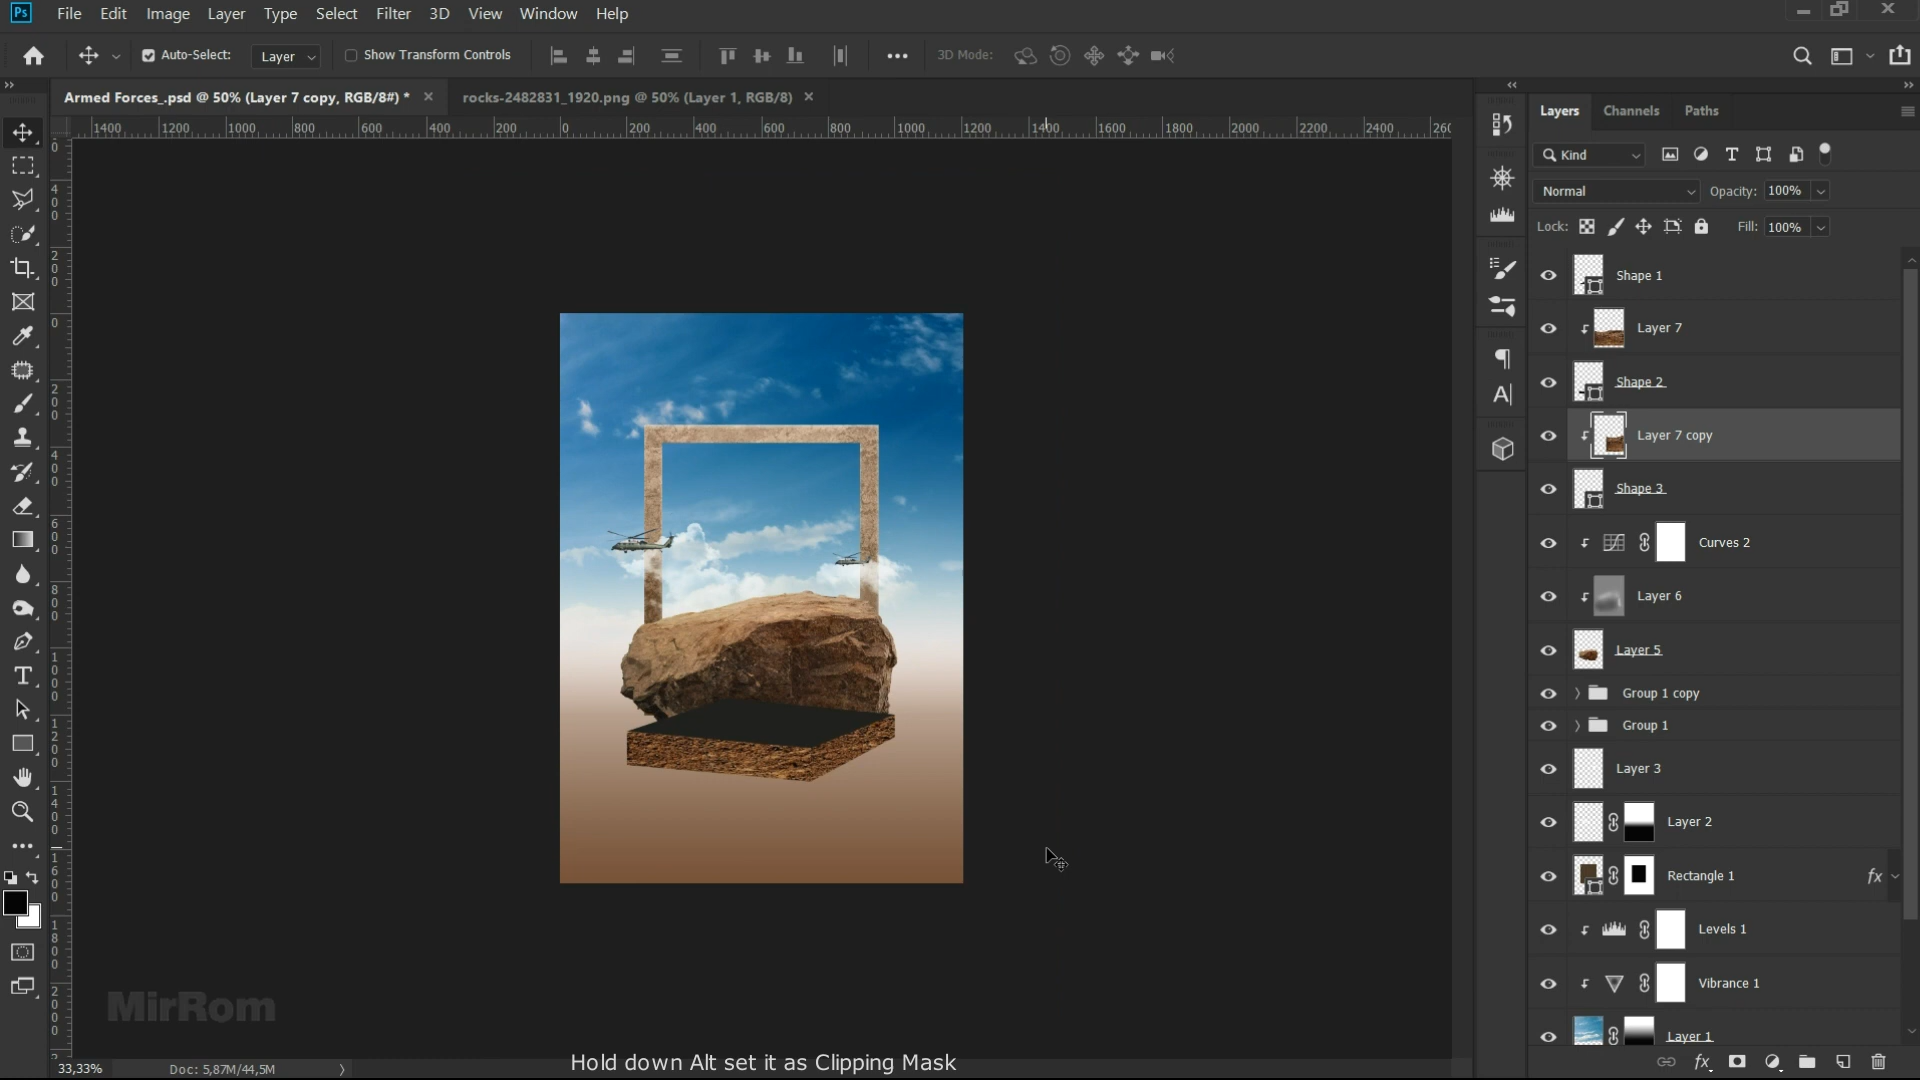 Ps File Edit Image Layer Type Select Filter 3D View Window Help
Auto-Select: Layer Show Transform Controls 3D Mode:
Armed Forces_.psd @ 50% (Layer 7 copy, RGB/8#) * rocks-2482831_1920.png @ 50% (Layer 1, RGB/8)
1400 1200 1000 800 600 400 200 0 200 400 600 800 1000 1200 1400 1600 1800 2000 2200 2400
Layers Channels Paths
Kind
Normal Opacity: 100%
Lock: Fill: 100%
Shape 1
Layer 7
Shape 2
Layer 7 copy
Shape 3
Curves 2
Layer 6
Layer 5
Group 1 copy
Group 1
Layer 3
Layer 2
Rectangle 1 fx
Levels 1
Vibrance 1
Layer 1
MirRom
33,33% Doc: 5,87M/44,5M
Hold down Alt set it as Clipping Mask